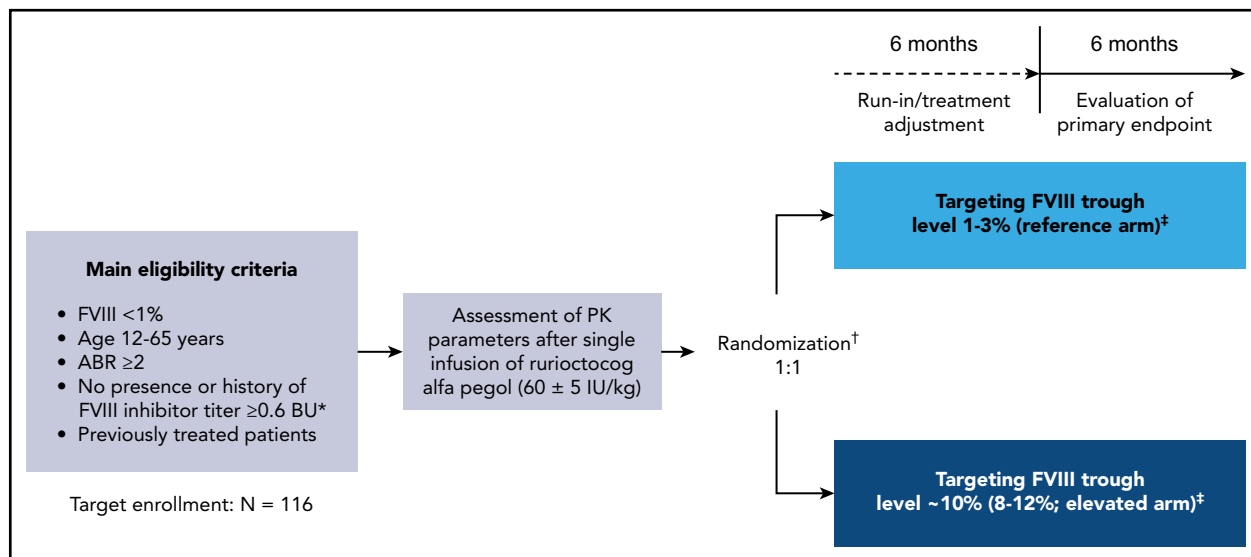 6 months
6 months
Run-in/treatment
adjustment
Evaluation of
primary endpoint
Targeting FVIII trough
level 1-3% (reference arm)‡
Main eligibility criteria
• FVIII <1%
• Age 12-65 years
• ABR ≥2
• No presence or history of
FVIII inhibitor titer ≥0.6 BU*
• Previously treated patients
Target enrollment: N = 116
Assessment of PK
parameters after single
infusion of rurioctocog
alfa pegol (60 ± 5 IU/kg)
Randomization†
1:1
Targeting FVIII trough
level ~10% (8-12%; elevated arm)‡